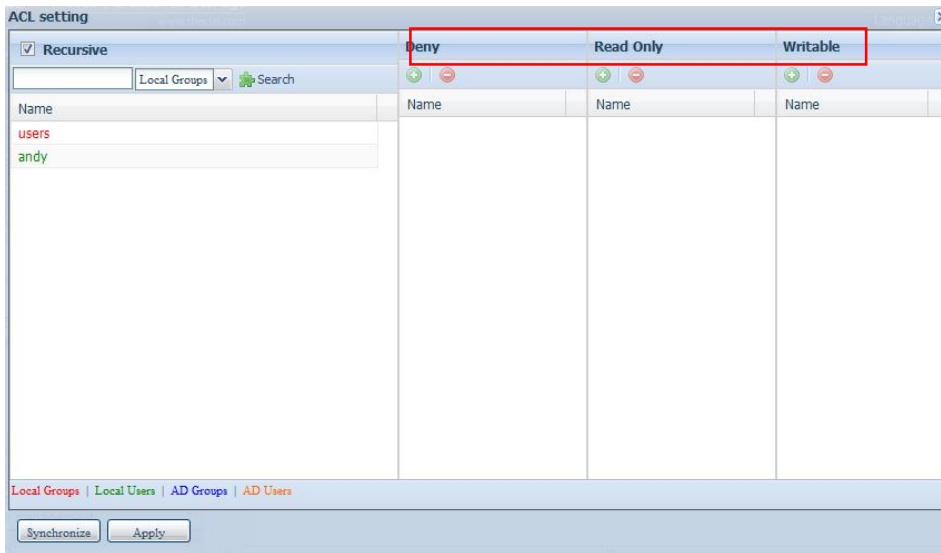 ACL setting
Recursive
Deny
Read Only
Writable
Local Groups
Search
Name
Name
Name
Name
users
andy
Local Groups | Local Users | AD Groups | AD Users
Synchronize
Apply